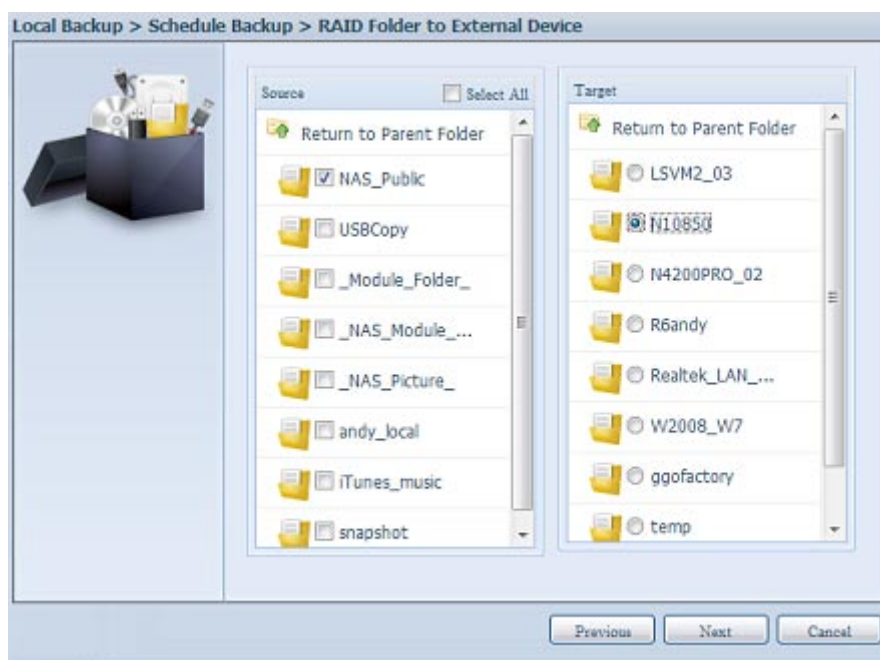 Local Backup > Schedule Backup > RAID Folder to External Device
Source
Select All
Return to Parent Folder
NAS_Public
USBCopy
_Module_Folder_
_NAS_Module_...
_NAS_Picture_
andy_local
iTunes_music
snapshot
Target
Return to Parent Folder
LSVM2_03
N10850
N4200PRO_02
R6andy
Realtek_LAN_...
W2008_W7
ggofactory
temp
Previous
Next
Cancel